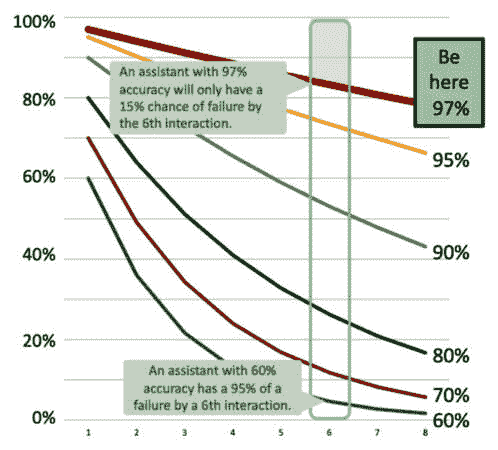 100%
80%
60%
40%
20%
0%
An assistant with 97%
accuracy will only have a
15% chance of failure by
the 6th interaction.
Be
here
97%
95%
90%
80%
70%
60%
An assistant with 60%
accuracy has a 95% of a
failure by a 6th interaction.
1 2 3 4 5 6 7 8